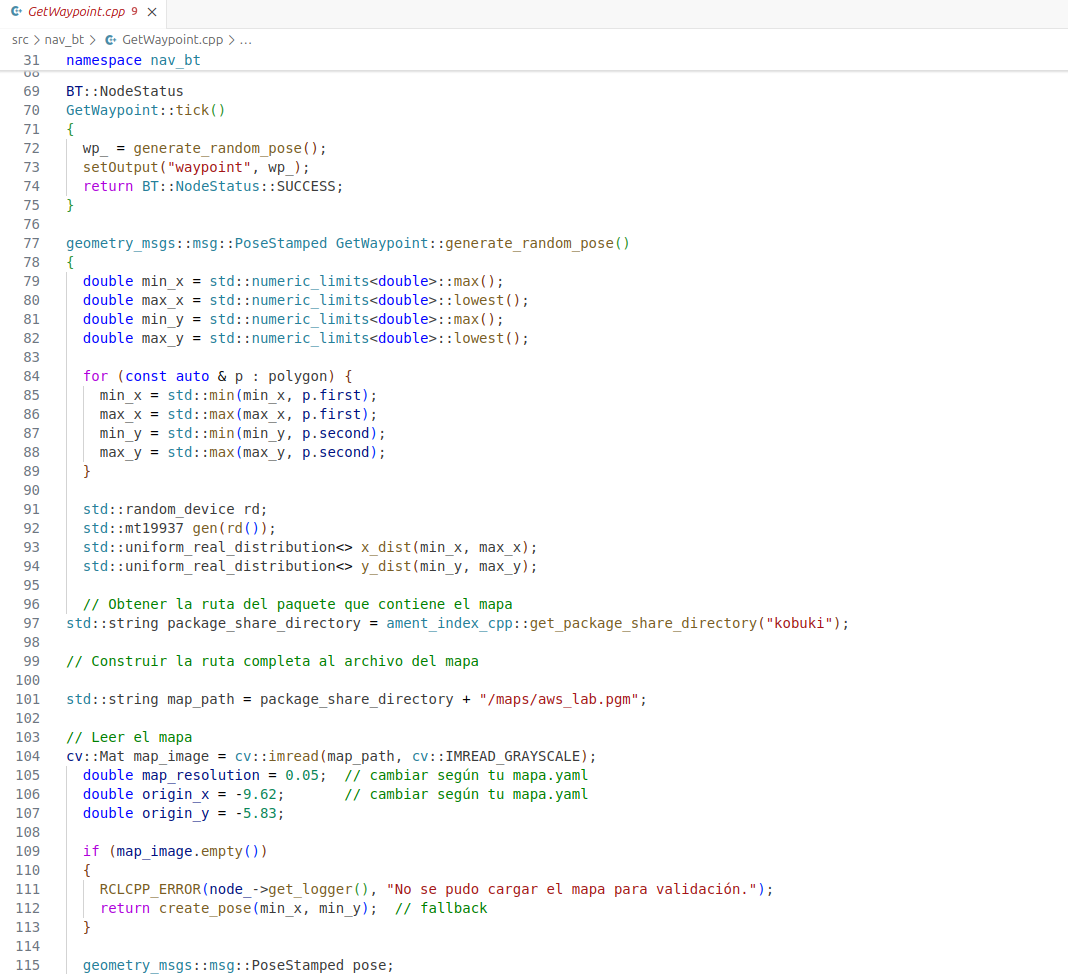 GetWaypoint.cpp 9 ×
src > nav_bt > GetWaypoint.cpp > ...
31 namespace nav_bt
68
69 BT::NodeStatus
70 GetWaypoint::tick()
71 {
72   wp_ = generate_random_pose();
73   setOutput("waypoint", wp_);
74   return BT::NodeStatus::SUCCESS;
75 }
76
77 geometry_msgs::msg::PoseStamped GetWaypoint::generate_random_pose()
78 {
79   double min_x = std::numeric_limits<double>::max();
80   double max_x = std::numeric_limits<double>::lowest();
81   double min_y = std::numeric_limits<double>::max();
82   double max_y = std::numeric_limits<double>::lowest();
83
84   for (const auto & p : polygon) {
85     min_x = std::min(min_x, p.first);
86     max_x = std::max(max_x, p.first);
87     min_y = std::min(min_y, p.second);
88     max_y = std::max(max_y, p.second);
89   }
90
91   std::random_device rd;
92   std::mt19937 gen(rd());
93   std::uniform_real_distribution<> x_dist(min_x, max_x);
94   std::uniform_real_distribution<> y_dist(min_y, max_y);
95
96   // Obtener la ruta del paquete que contiene el mapa
97 std::string package_share_directory = ament_index_cpp::get_package_share_directory("kobuki");
98
99 // Construir la ruta completa al archivo del mapa
100
101 std::string map_path = package_share_directory + "/maps/aws_lab.pgm";
102
103 // Leer el mapa
104 cv::Mat map_image = cv::imread(map_path, cv::IMREAD_GRAYSCALE);
105   double map_resolution = 0.05;  // cambiar según tu mapa.yaml
106   double origin_x = -9.62;       // cambiar según tu mapa.yaml
107   double origin_y = -5.83;
108
109   if (map_image.empty())
110   {
111     RCLCPP_ERROR(node_->get_logger(), "No se pudo cargar el mapa para validación.");
112     return create_pose(min_x, min_y);  // fallback
113   }
114
115   geometry_msgs::msg::PoseStamped pose;